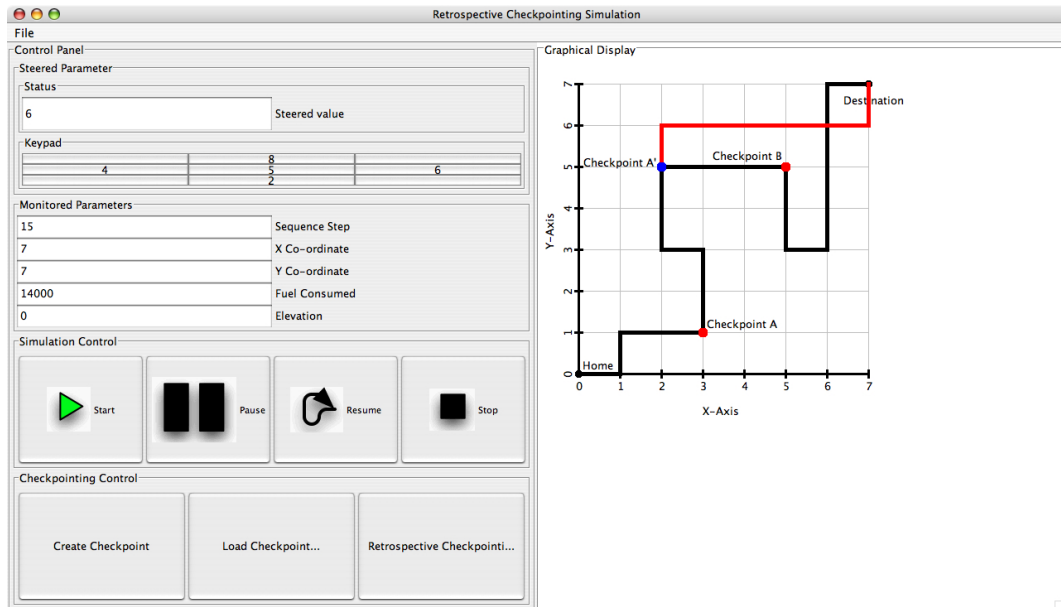 Retrospective Checkpointing Simulation
File
Control Panel
Steered Parameter
Status
6 Steered value
Keypad
8
4 5 6
2
Monitored Parameters
15 Sequence Step
7 X Co-ordinate
7 Y Co-ordinate
14000 Fuel Consumed
0 Elevation
Simulation Control
Start Pause Resume Stop
Checkpointing Control
Create Checkpoint Load Checkpoint... Retrospective Checkpointi...
Graphical Display
7
Destination
6
Checkpoint B
5 Checkpoint A'
4
Y-Axis
3
2
Checkpoint A
1
Home
0
0 1 2 3 4 5 6 7
X-Axis